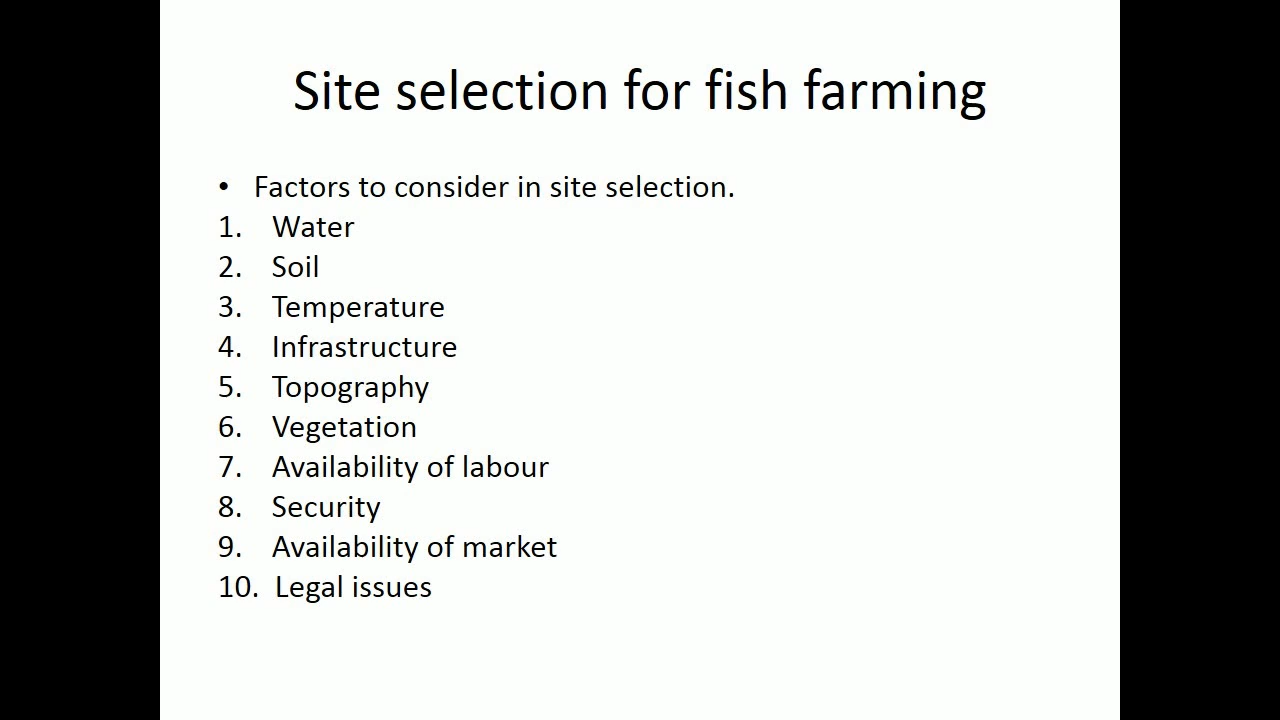 Site selection for fish farming
• Factors to consider in site selection.
1. Water
2. Soil
3. Temperature
4. Infrastructure
5. Topography
6. Vegetation
7. Availability of labour
8. Security
9. Availability of market
10. Legal issues